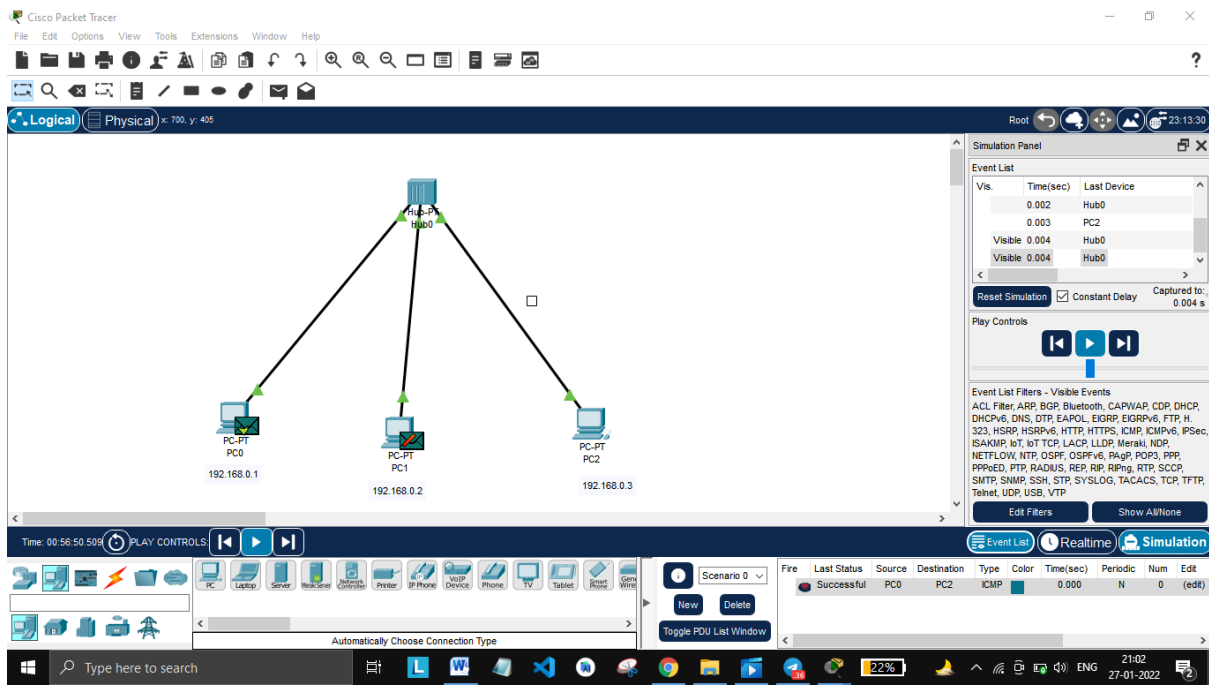 Cisco Packet Tracer
File Edit Options View Tools Extensions Window Help
?
Logical Physical x: 700, y: 405
Root 23:13:30
Hub-PT
Hub0
PC-PT
PC0
192.168.0.1
PC-PT
PC1
192.168.0.2
PC-PT
PC2
192.168.0.3
Simulation Panel
Event List
Vis. Time(sec) Last Device
0.002 Hub0
0.003 PC2
Visible 0.004 Hub0
Visible 0.004 Hub0
Reset Simulation Constant Delay Captured to:
0.004 s
Play Controls
Event List Filters - Visible Events
ACL Filter, ARP, BGP, Bluetooth, CAPWAP, CDP, DHCP,
DHCPv6, DNS, DTP, EAPOL, EIGRP, EIGRPv6, FTP, H.
323, HSRP, HSRPv6, HTTP, HTTPS, ICMP, ICMPv6, IPSec,
ISAKMP, IoT, IoT TCP, LACP, LLDP, Meraki, NDP,
NETFLOW, NTP, OSPF, OSPFv6, PAgP, POP3, PPP,
PPPoED, PTP, RADIUS, REP, RIP, RIPng, RTP, SCCP,
SMTP, SNMP, SSH, STP, SYSLOG, TACACS, TCP, TFTP,
Telnet, UDP, USB, VTP
Edit Filters Show All/None
Time: 00:56:50.509 PLAY CONTROLS:
Event List Realtime Simulation
PC Laptop Server Meraki Server Network Controller Printer IP Phone VoIP Device Phone TV Tablet Smart Phone
Automatically Choose Connection Type
Scenario 0
New Delete
Toggle PDU List Window
Fire Last Status Source Destination Type Color Time(sec) Periodic Num Edit
Successful PC0 PC2 ICMP 0.000 N 0 (edit)
Type here to search
22%
ENG
21:02
27-01-2022